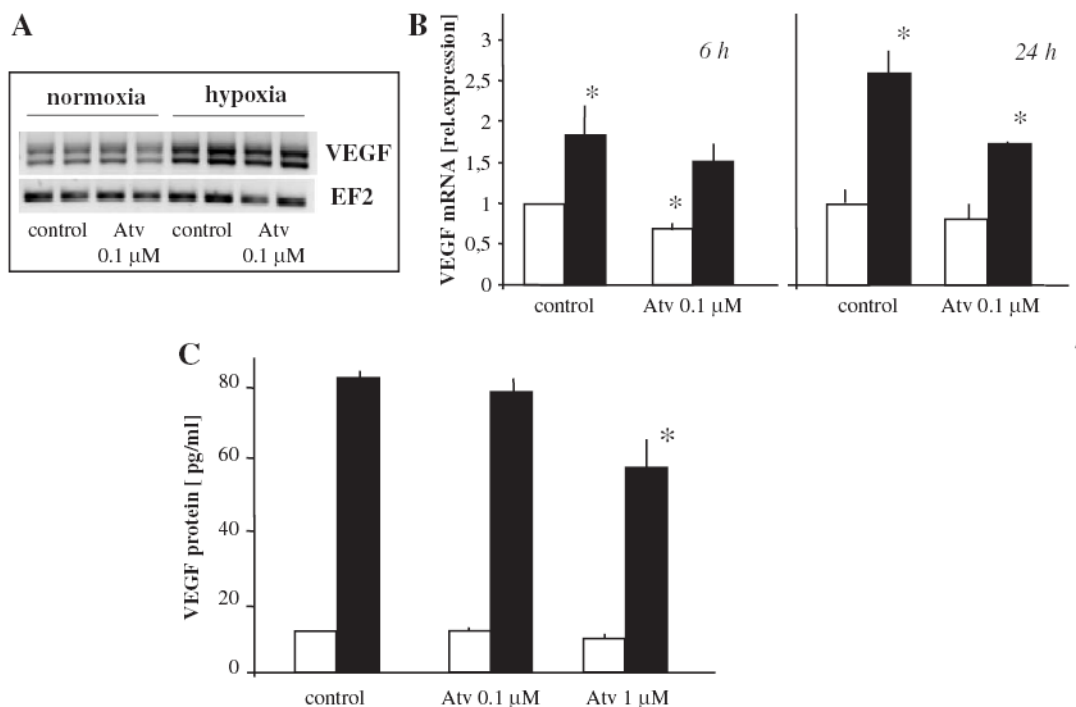 A
normoxia hypoxia
VEGF
EF2
control Atv control Atv
0.1 μM 0.1 μM
B
VEGF mRNA [rel.expression]
3
2,5
2
1.5
1
0,5
0
6 h
*
*
control Atv 0.1 μM
24 h
*
*
control Atv 0.1 μM
C
VEGF protein [ pg/ml]
80
60
40
20
0
*
control Atv 0.1 μM Atv 1 μM